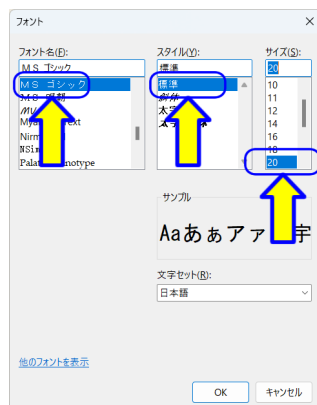 フォント
フォント名(F):
MS ゴシック
MS ゴシック
MS 明朝
Nirm
NSim
Palat notype
スタイル(Y):
標準
標準
斜体
太字
サイズ(S):
20
10
11
12
14
16
18
20
サンプル
Aaあぁアァ 字
文字セット(R):
日本語
他のフォントを表示
OK
キャンセル